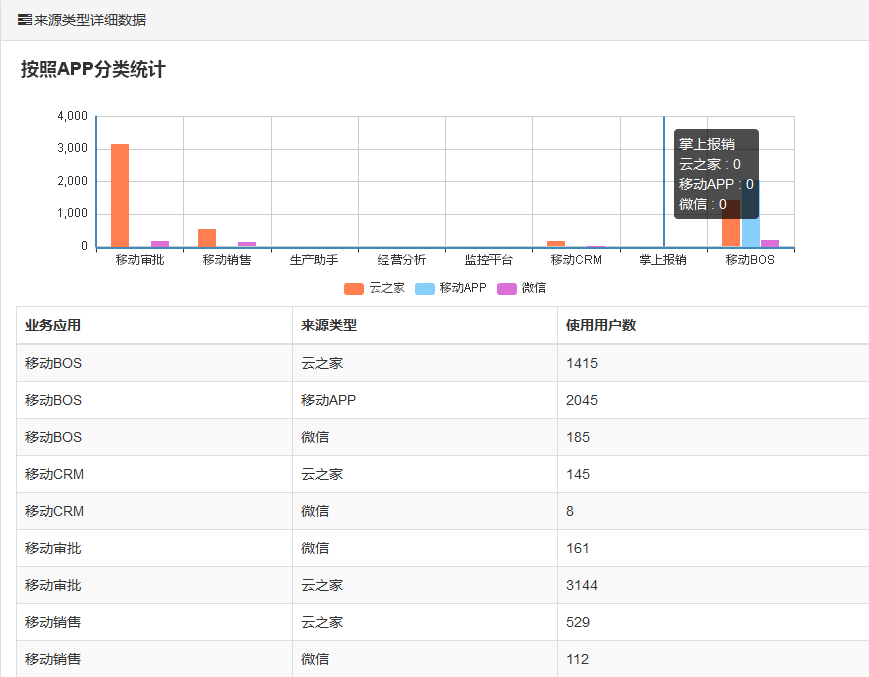 来源类型详细数据
按照APP分类统计
4,000
3,000
2,000
1,000
0
掌上报销
云之家 : 0
移动APP : 0
微信 : 0
移动审批 移动销售 生产助手 经营分析 监控平台 移动CRM 掌上报销 移动BOS
云之家 移动APP 微信
业务应用 来源类型 使用用户数
移动BOS 云之家 1415
移动BOS 移动APP 2045
移动BOS 微信 185
移动CRM 云之家 145
移动CRM 微信 8
移动审批 微信 161
移动审批 云之家 3144
移动销售 云之家 529
移动销售 微信 112